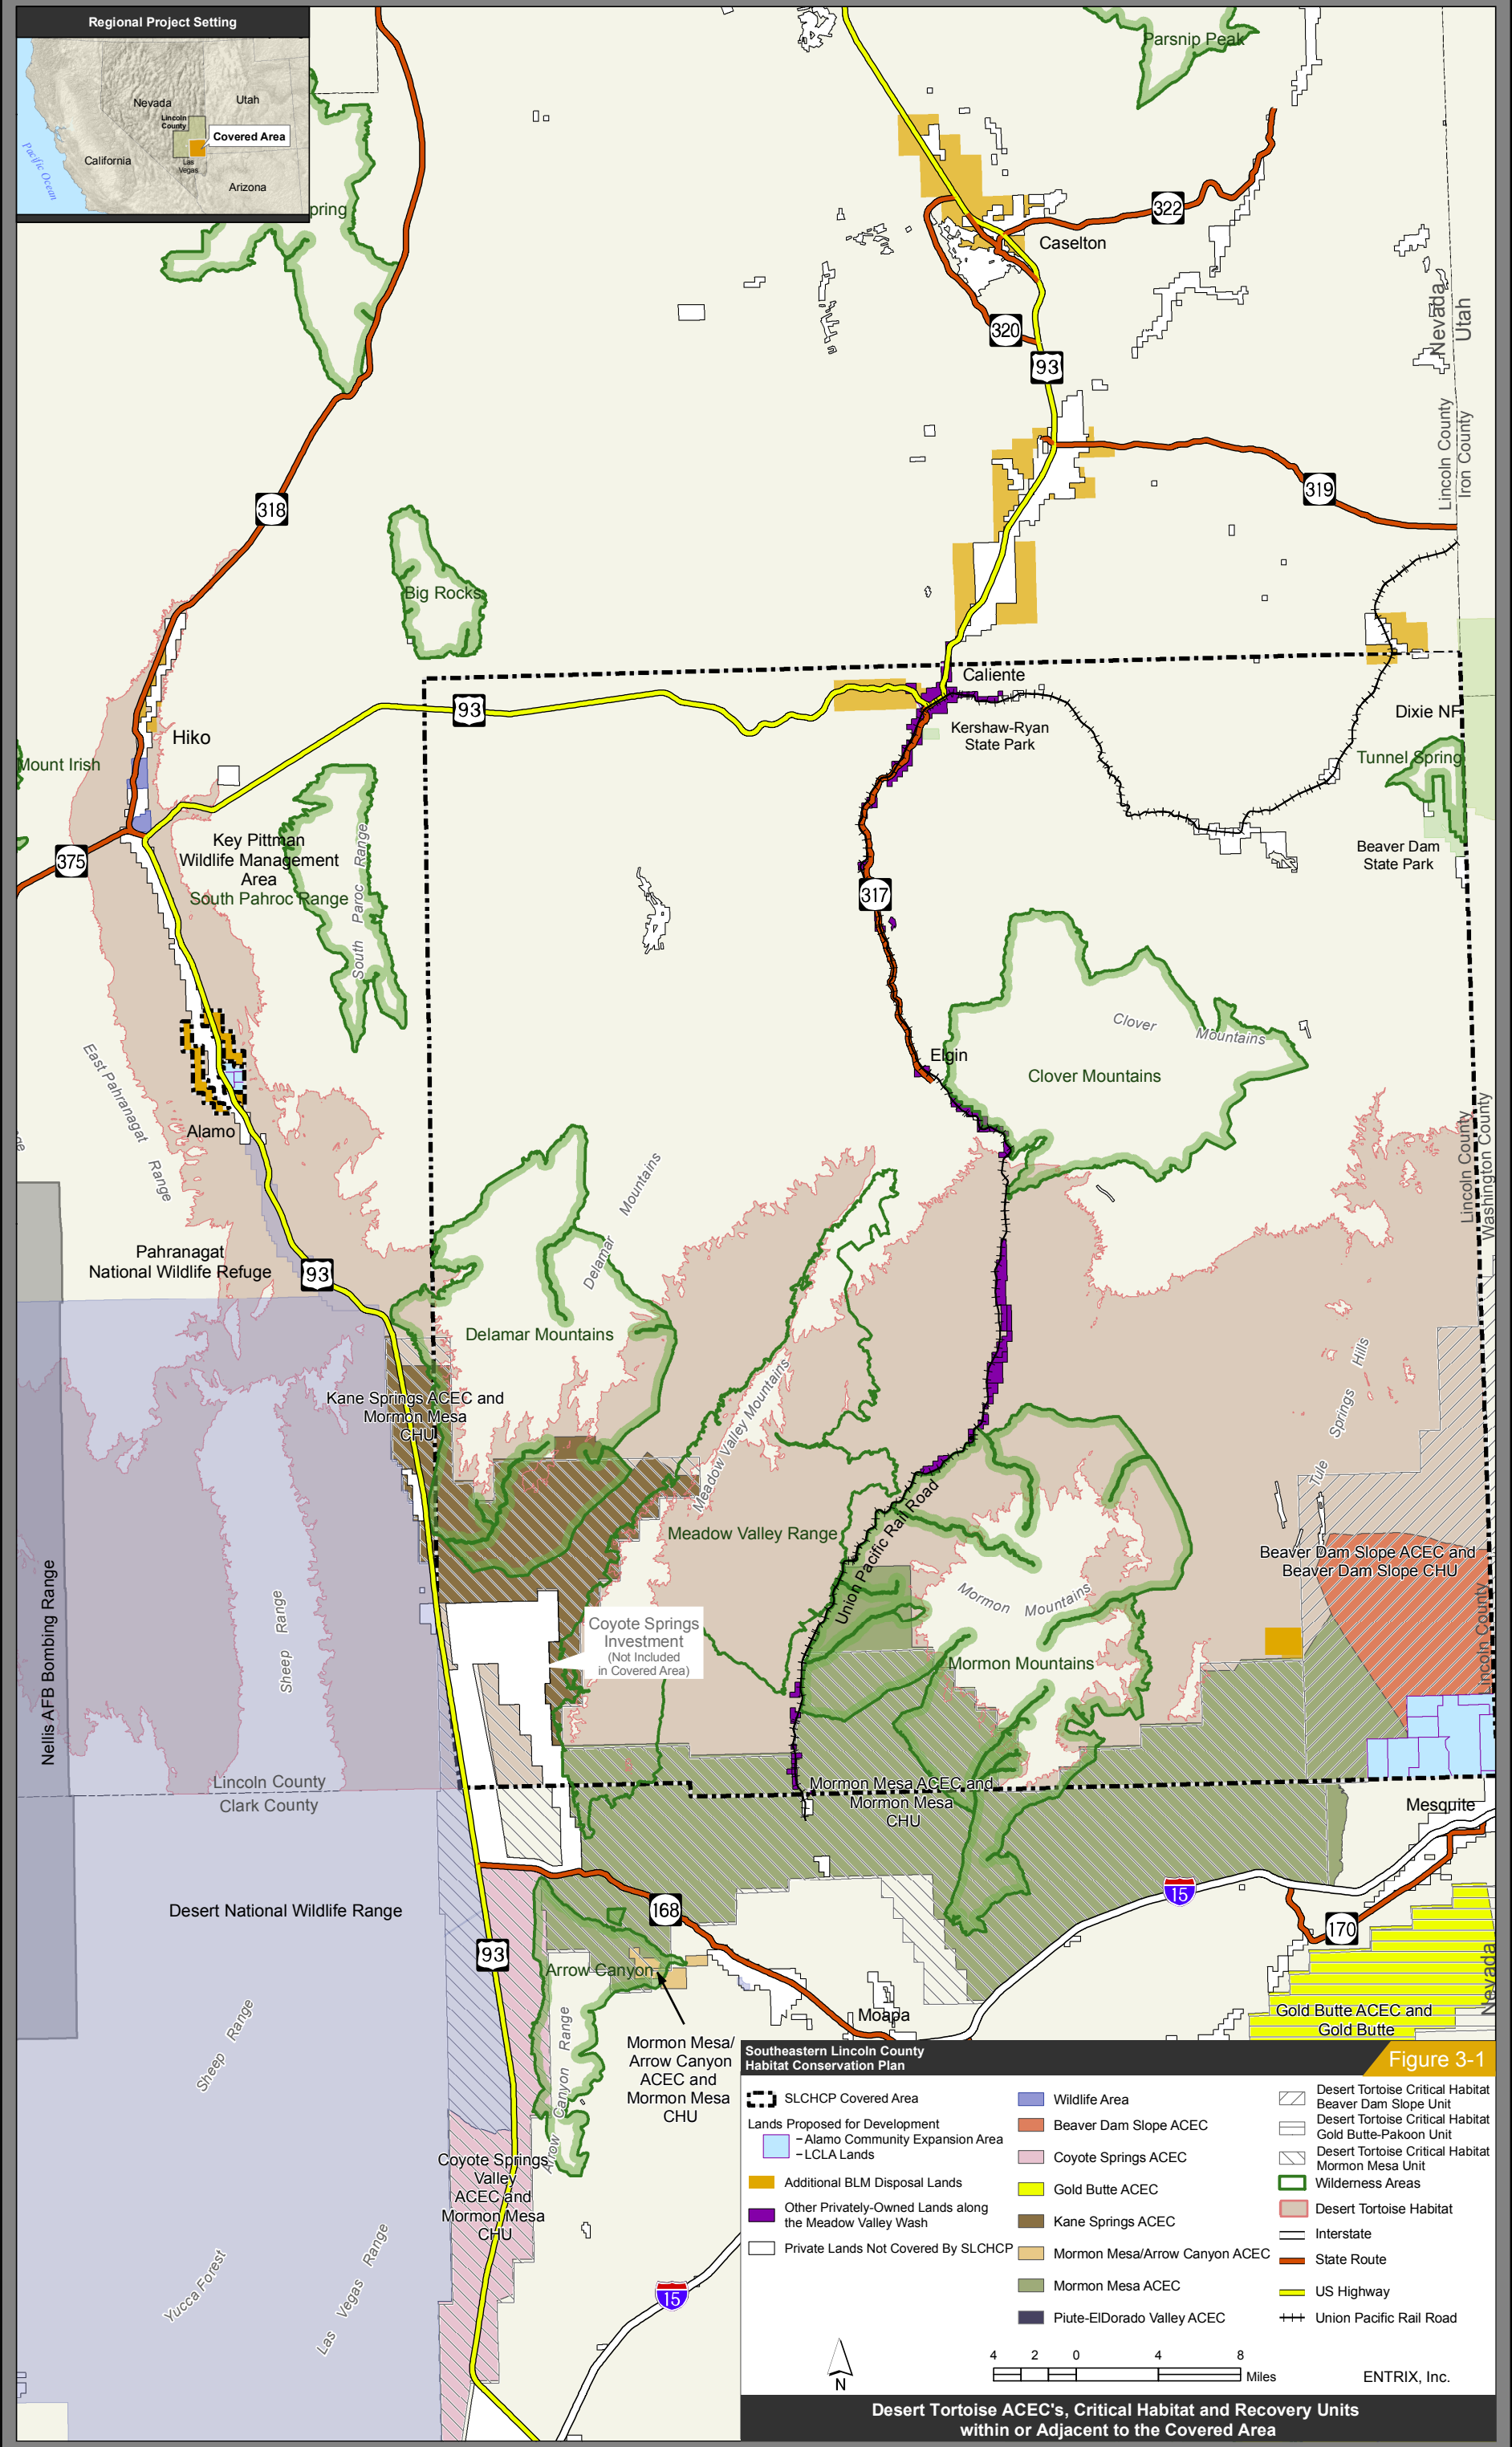 Regional Project Setting
Nevada
Utah
Lincoln
County
Covered Area
California
Las
Vegas
Arizona
Pacific Ocean
Parsnip Peak
pring
322
Caselton
320
93
Nevada
Utah
318
319
Lincoln County
Iron County
Big Rocks
Caliente
93
Kershaw-Ryan
State Park
Dixie NF
Hiko
Mount Irish
Tunnel Spring
375
Key Pittman
Wildlife Management
Area
South Pahroc Range
South Paroc Range
Beaver Dam
State Park
317
Clover Mountains
Elgin
Clover Mountains
East Pahranagat Range
ge
Alamo
Lincoln County
Washington County
Delamar Mountains
Pahranagat
National Wildlife Refuge
93
Delamar Mountains
Kane Springs ACEC and
Mormon Mesa
CHU
Meadow Valley Mountains
Tule Springs Hills
Meadow Valley Range
Union Pacific Rail Road
Beaver Dam Slope ACEC and
Beaver Dam Slope CHU
Nellis AFB Bombing Range
Sheep Range
Coyote Springs
Investment
(Not Included
in Covered Area)
Mormon Mountains
Mormon Mountains
Lincoln County
Lincoln County
Clark County
Mormon Mesa ACEC and
Mormon Mesa
CHU
Mesquite
15
Desert National Wildlife Range
168
170
93
Arrow Canyon
Nevada
Moapa
Gold Butte ACEC and
Gold Butte
Sheep Range
Arrow Canyon Range
Mormon Mesa/
Arrow Canyon
ACEC and
Mormon Mesa
CHU
Coyote Springs
Valley
ACEC and
Mormon Mesa
CHU
Yucca Forest
Las Vegas Range
15
Southeastern Lincoln County
Habitat Conservation Plan
Figure 3-1
SLCHCP Covered Area
Lands Proposed for Development
–Alamo Community Expansion Area
–LCLA Lands
Additional BLM Disposal Lands
Other Privately-Owned Lands along
the Meadow Valley Wash
Private Lands Not Covered By SLCHCP
Wildlife Area
Beaver Dam Slope ACEC
Coyote Springs ACEC
Gold Butte ACEC
Kane Springs ACEC
Mormon Mesa/Arrow Canyon ACEC
Mormon Mesa ACEC
Piute-ElDorado Valley ACEC
Desert Tortoise Critical Habitat
Beaver Dam Slope Unit
Desert Tortoise Critical Habitat
Gold Butte-Pakoon Unit
Desert Tortoise Critical Habitat
Mormon Mesa Unit
Wilderness Areas
Desert Tortoise Habitat
Interstate
State Route
US Highway
Union Pacific Rail Road
N
4 2 0 4 8
Miles
ENTRIX, Inc.
Desert Tortoise ACEC's, Critical Habitat and Recovery Units
within or Adjacent to the Covered Area